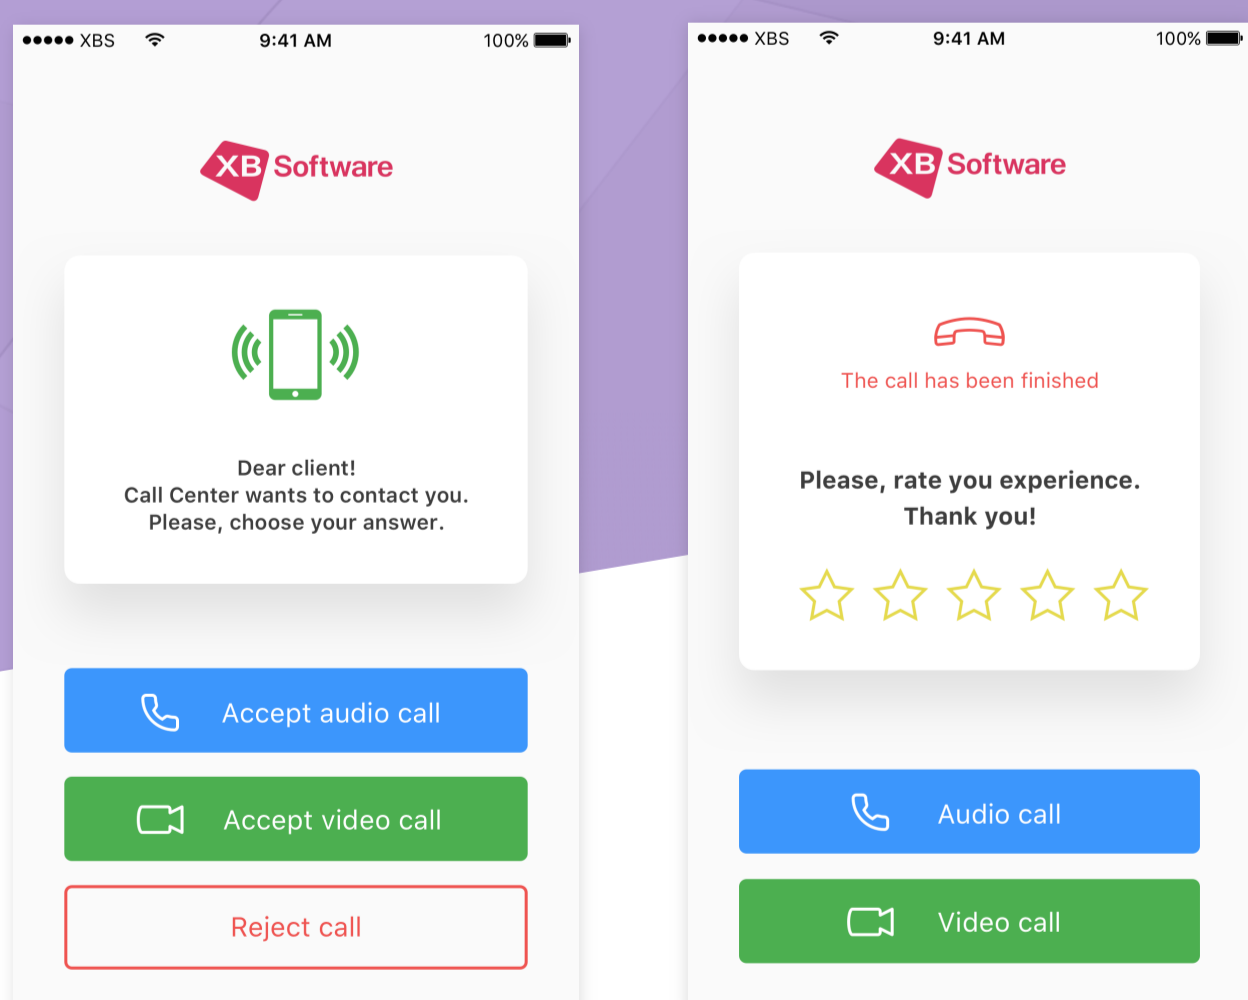 XBS 9:41 AM 100%
XB Software
Dear client!
Call Center wants to contact you.
Please, choose your answer.
Accept audio call
Accept video call
Reject call
XBS 9:41 AM 100%
XB Software
The call has been finished
Please, rate you experience.
Thank you!
Audio call
Video call